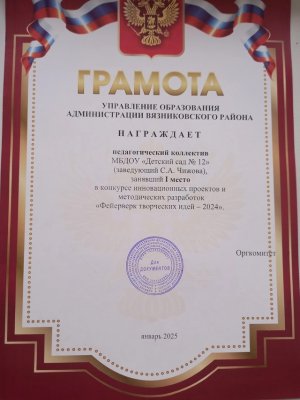 ГРАМОТА
УПРАВЛЕНИЕ ОБРАЗОВАНИЯ
АДМИНИСТРАЦИИ ВЯЗНИКОВСКОГО РАЙОНА
НАГРАЖДАЕТ
педагогический коллектив
МБДОУ «Детский сад № 12»
(заведующий С.А. Чижова),
занявший I место
в конкурсе инновационных проектов и
методических разработок
«Фейерверк творческих идей – 2024».
Оргкомитет
ДЛЯ
ДОКУМЕНТОВ
январь 2025